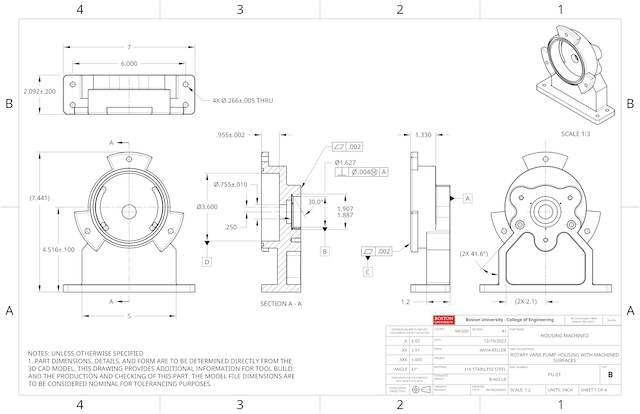 4
3
2
1
B
B
A
A
7
6.000
2.092±.200
4X Ø.266±.005 THRU
SCALE 1:3
A
(7.441)
4.516±.100
5
A
.955±.002
Ø.755±.010
Ø3.600
.250
D
.002
Ø1.627
Ø.004 M A
30.0°
1.907
1.887
B
SECTION A - A
1.330
A
.002
C
1.2
(2X 41.6°)
(2X 2.1)
NOTES: UNLESS OTHERWISE SPECIFIED
1. PART DIMENSIONS, DETAILS, AND FORM ARE TO BE DETERMINED DIRECTLY FROM THE
3D CAD MODEL. THIS DRAWING PROVIDES ADDITIONAL INFORMATION FOR TOOL BUILD
AND THE PRODUCTION AND CHECKING OF THIS PART. THE MODEL FILE DIMENSIONS ARE
TO BE CONSIDERED NOMINAL FOR TOLERANCING PURPOSES.
BOSTON
Boston University - College of Engineering
ME500
A1
HOUSING MACHINED
X ±.02
12/19/2023
.XX ±.01
ANYA KELLER
ROTARY VANE PUMP HOUSING WITH MACHINED
SURFACES
.XXX ±.005
ANGLE ±1°
316 STAINLESS STEEL
PU 01
B
9.463 LB
SCALE: 1:2
UNITS: INCH
SHEET 1 OF 4
4
3
2
1